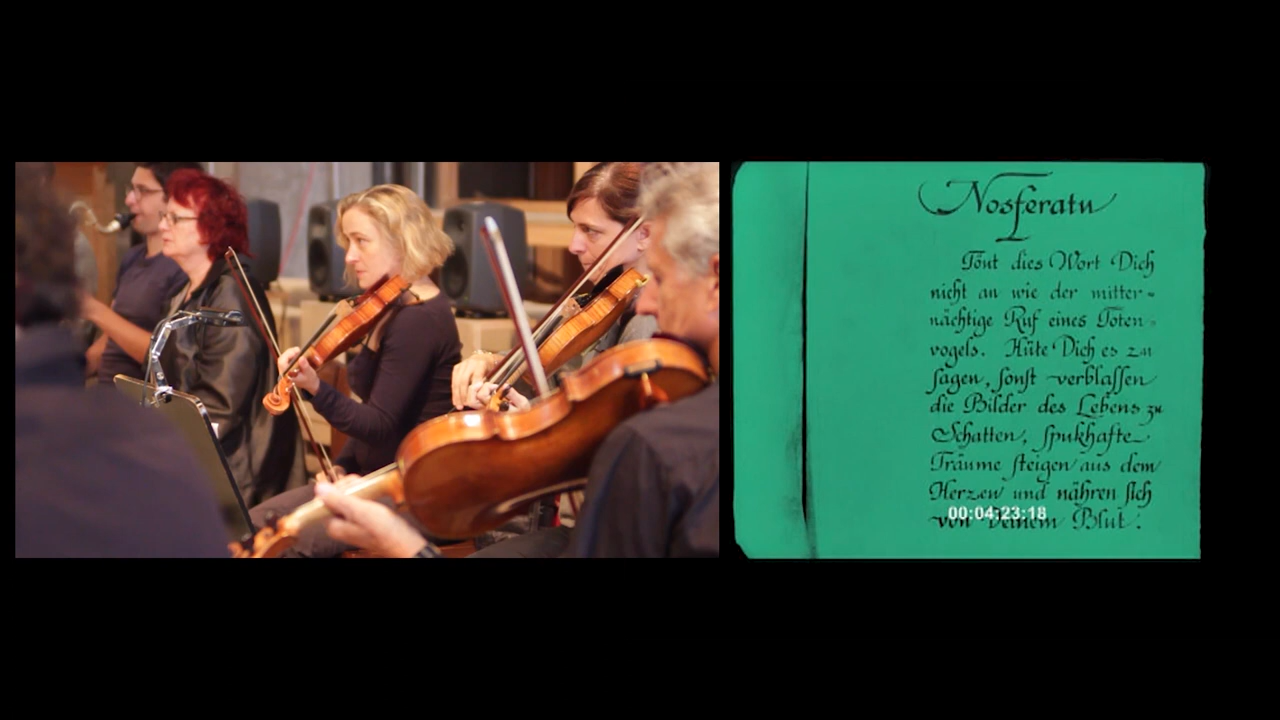 Nosferatu
Tönt dies Wort Dich
nicht an wie der mitter-
nächtige Ruf eines Toten-
vogels. Hüte Dich es zu
sagen, sonst verblassen
die Bilder des Lebens zu
Schatten, spukhafte
Träume steigen aus dem
Herzen und nähren sich
von Deinem Blut.
00:04:23:18